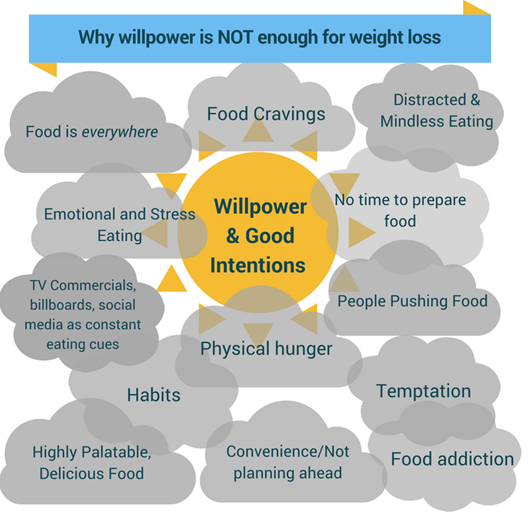 Why willpower is NOT enough for weight loss
Food is everywhere
Food Cravings
Distracted &
Mindless Eating
Emotional and Stress
Eating
Willpower
& Good
Intentions
No time to prepare
food
TV Commercials,
billboards, social
media as constant
eating cues
People Pushing Food
Physical hunger
Habits
Temptation
Highly Palatable,
Delicious Food
Convenience/Not
planning ahead
Food addiction